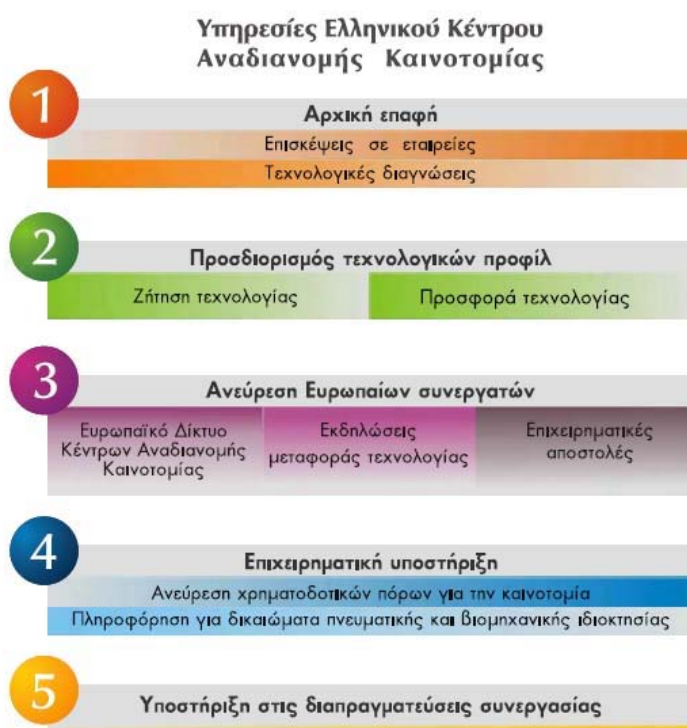 Υπηρεσίες Ελληνικού Κέντρου
Αναδιανομής Καινοτομίας
1
Αρχική επαφή
Επισκέψεις σε εταιρείες
Τεχνολογικές διαγνώσεις
2
Προσδιορισμός τεχνολογικών προφίλ
Ζήτηση τεχνολογίας
Προσφορά τεχνολογίας
3
Ανεύρεση Ευρωπαίων συνεργατών
Ευρωπαϊκό Δίκτυο
Κέντρων Αναδιανομής
Καινοτομίας
Εκδηλώσεις
μεταφοράς τεχνολογίας
Επιχειρηματικές
αποστολές
4
Επιχειρηματική υποστήριξη
Ανεύρεση χρηματοδοτικών πόρων για την καινοτομία
Πληροφόρηση για δικαιώματα πνευματικής και βιομηχανικής ιδιοκτησίας
5
Υποστήριξη στις διαπραγματεύσεις συνεργασίας